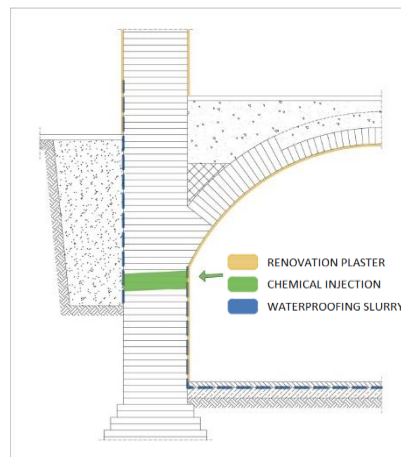 RENOVATION PLASTER
CHEMICAL INJECTION
WATERPROOFING SLURRY